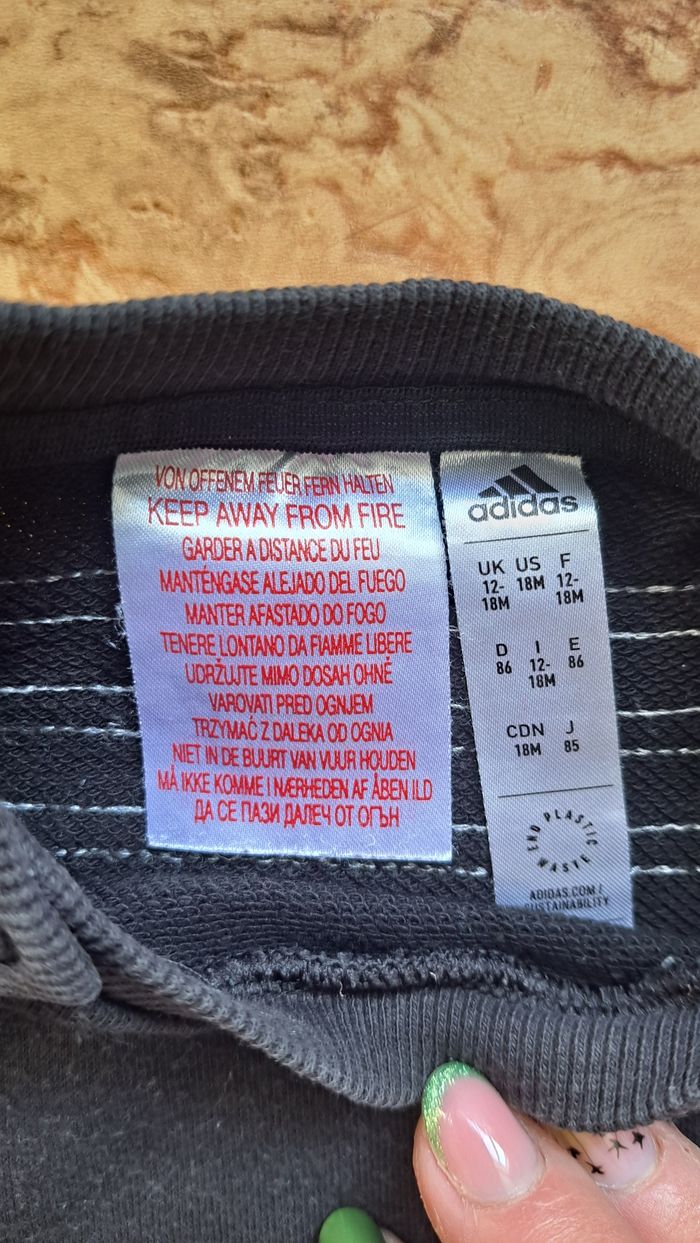 VON OFFENEM FEUER FERN HALTEN
KEEP AWAY FROM FIRE
GARDER A DISTANCE DU FEU
MANTÉNGASE ALEJADO DEL FUEGO
MANTER AFASTADO DO FOGO
TENERE LONTANO DA FIAMME LIBERE
UDRŽUJTE MIMO DOSAH OHNĚ
VAROVATI PRED OGNJEM
TRZYMAĆ Z DALEKA OD OGNIA
NIET IN DE BUURT VAN VUUR HOUDEN
MÅ IKKE KOMME I NÆRHEDEN AF ÅBEN ILD
ДА СЕ ПАЗИ ДАЛЕЧ ОТ ОГЪН
adidas
UK US F
12- 18M 12-
18M 18M
D I E
86 12- 86
18M
CDN J
18M 85
END PLASTIC WASTE
ADIDAS.COM/
SUSTAINABILITY